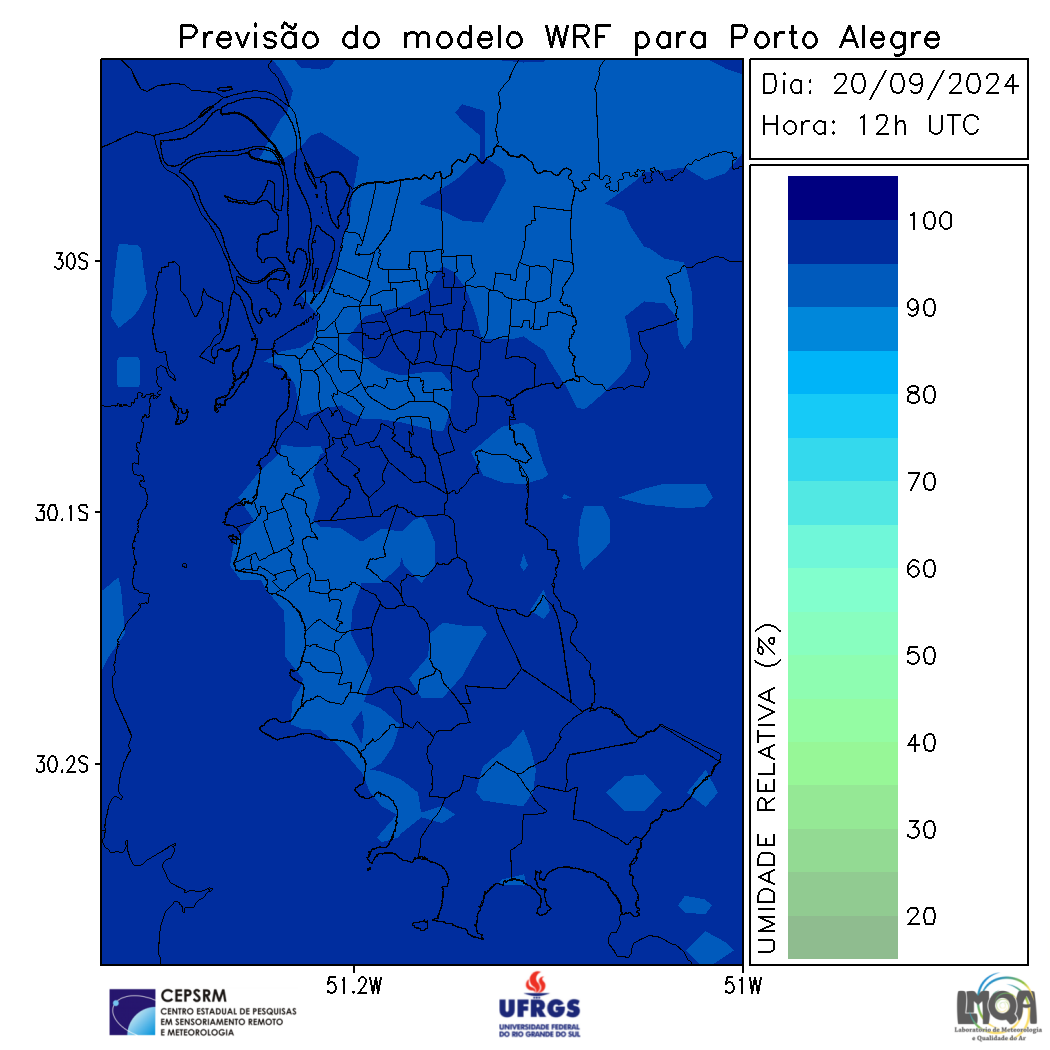 Previsão do modelo WRF para Porto Alegre
Dia: 20/09/2024
Hora: 12h UTC
30S
30.1S
30.2S
51.2W
51W
100
90
80
70
60
50
40
30
20
UMIDADE RELATIVA (%)
CEPSRM
CENTRO ESTADUAL DE PESQUISAS
EM SENSORIAMENTO REMOTO
E METEOROLOGIA
UFRGS
UNIVERSIDADE FEDERAL
DO RIO GRANDE DO SUL
LMQA
Laboratório de Meteorologia
e Qualidade do Ar